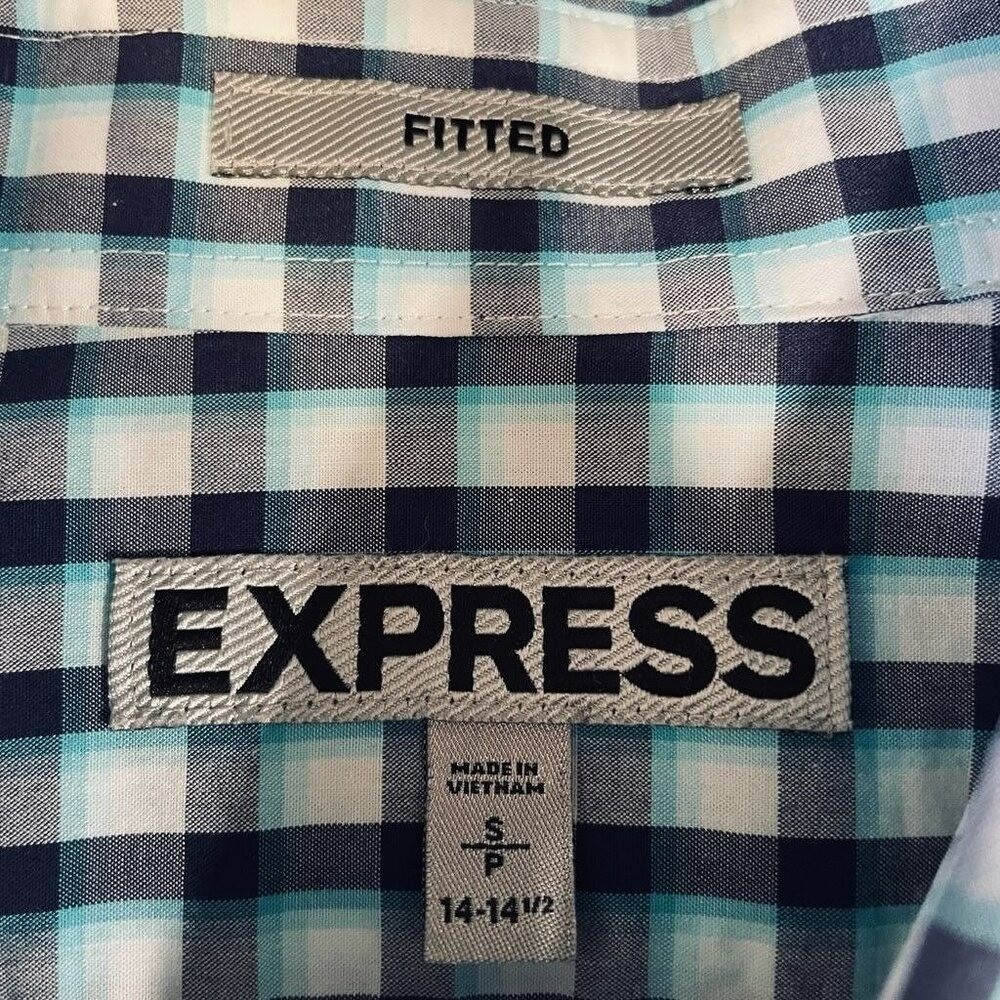 FITTED
EXPRESS
MADE IN
VIETNAM
S
P
14-14 1/2